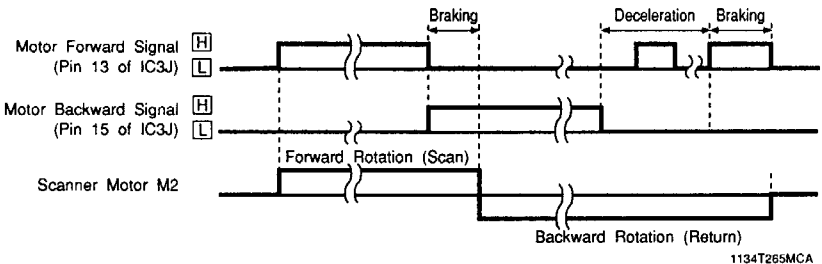 Braking
Deceleration
Braking
Motor Forward Signal H
(Pin 13 of IC3J) L
Motor Backward Signal H
(Pin 15 of IC3J) L
Forward Rotation (Scan)
Scanner Motor M2
Backward Rotation (Return)
1134T265MCA